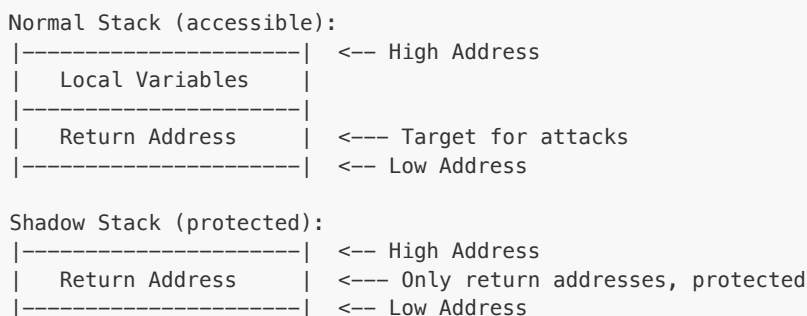 Normal Stack (accessible):
|----------------------|  <-- High Address
|   Local Variables    |
|----------------------|
|   Return Address     |  <--- Target for attacks
|----------------------|  <-- Low Address

Shadow Stack (protected):
|----------------------|  <-- High Address
|   Return Address     |  <--- Only return addresses, protected
|----------------------|  <-- Low Address